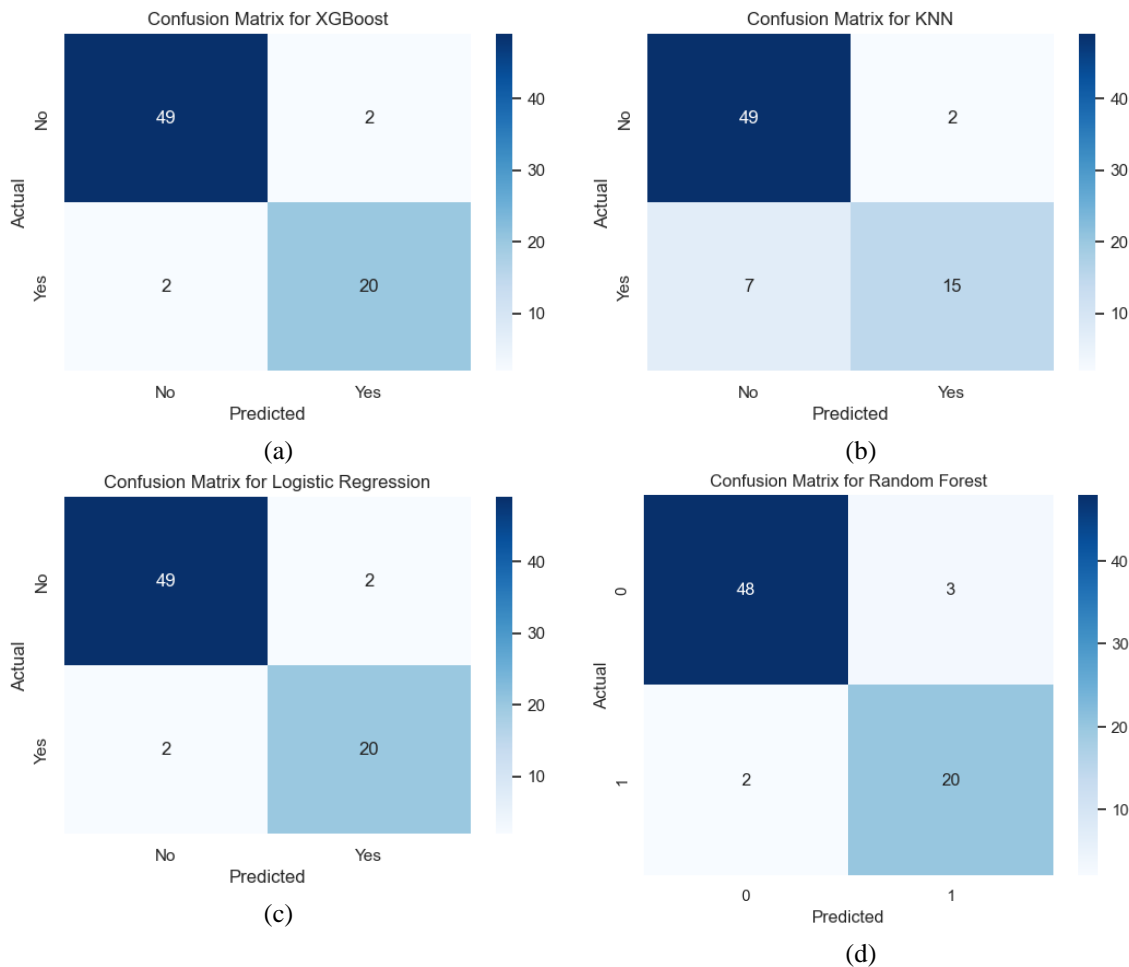 Confusion Matrix for XGBoost
No
49
2
40
30
Actual
20
Yes
2
20
10
No
Yes
Predicted
(a)
Confusion Matrix for KNN
No
49
2
40
30
Actual
20
Yes
7
15
10
No
Yes
Predicted
(b)
Confusion Matrix for Logistic Regression
No
49
2
40
30
Actual
20
Yes
2
20
10
No
Yes
Predicted
(c)
Confusion Matrix for Random Forest
0
48
3
40
30
Actual
20
1
2
20
10
0
1
Predicted
(d)